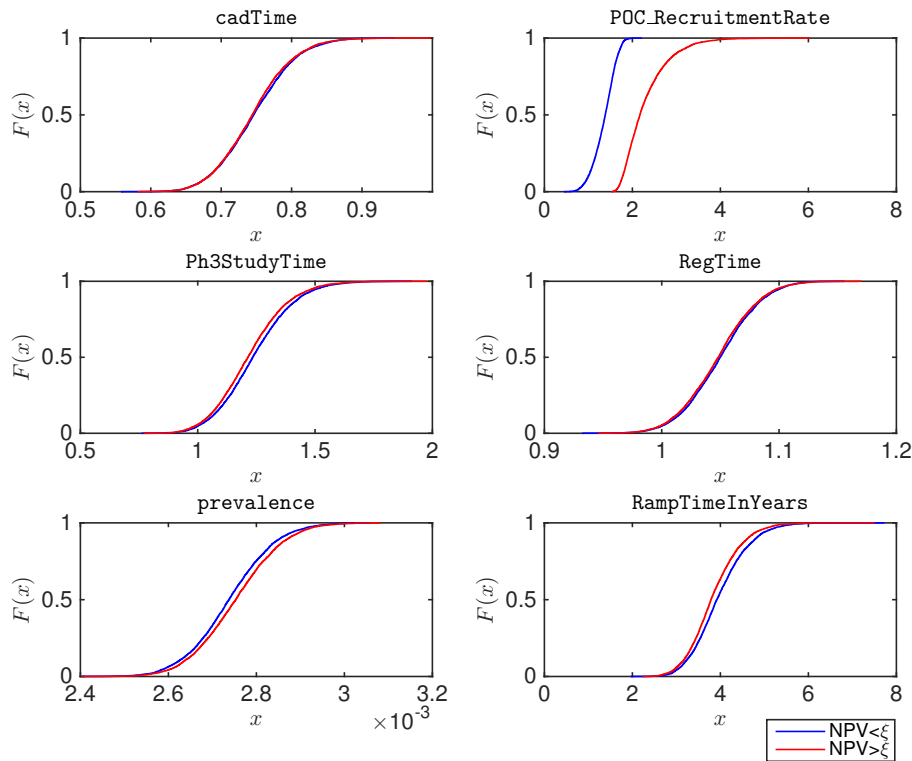 cadTime
1
0.5
0
F(x)
0.5 0.6 0.7 0.8 0.9
x
POC_RecruitmentRate
1
0.5
0
F(x)
0 2 4 6 8
x
Ph3StudyTime
1
0.5
0
F(x)
0.5 1 1.5 2
x
RegTime
1
0.5
0
F(x)
0.9 1 1.1 1.2
x
prevalence
1
0.5
0
F(x)
2.4 2.6 2.8 3 3.2
x
×10⁻³
RampTimeInYears
1
0.5
0
F(x)
0 2 4 6 8
x
NPV<ξ
NPV>ξ